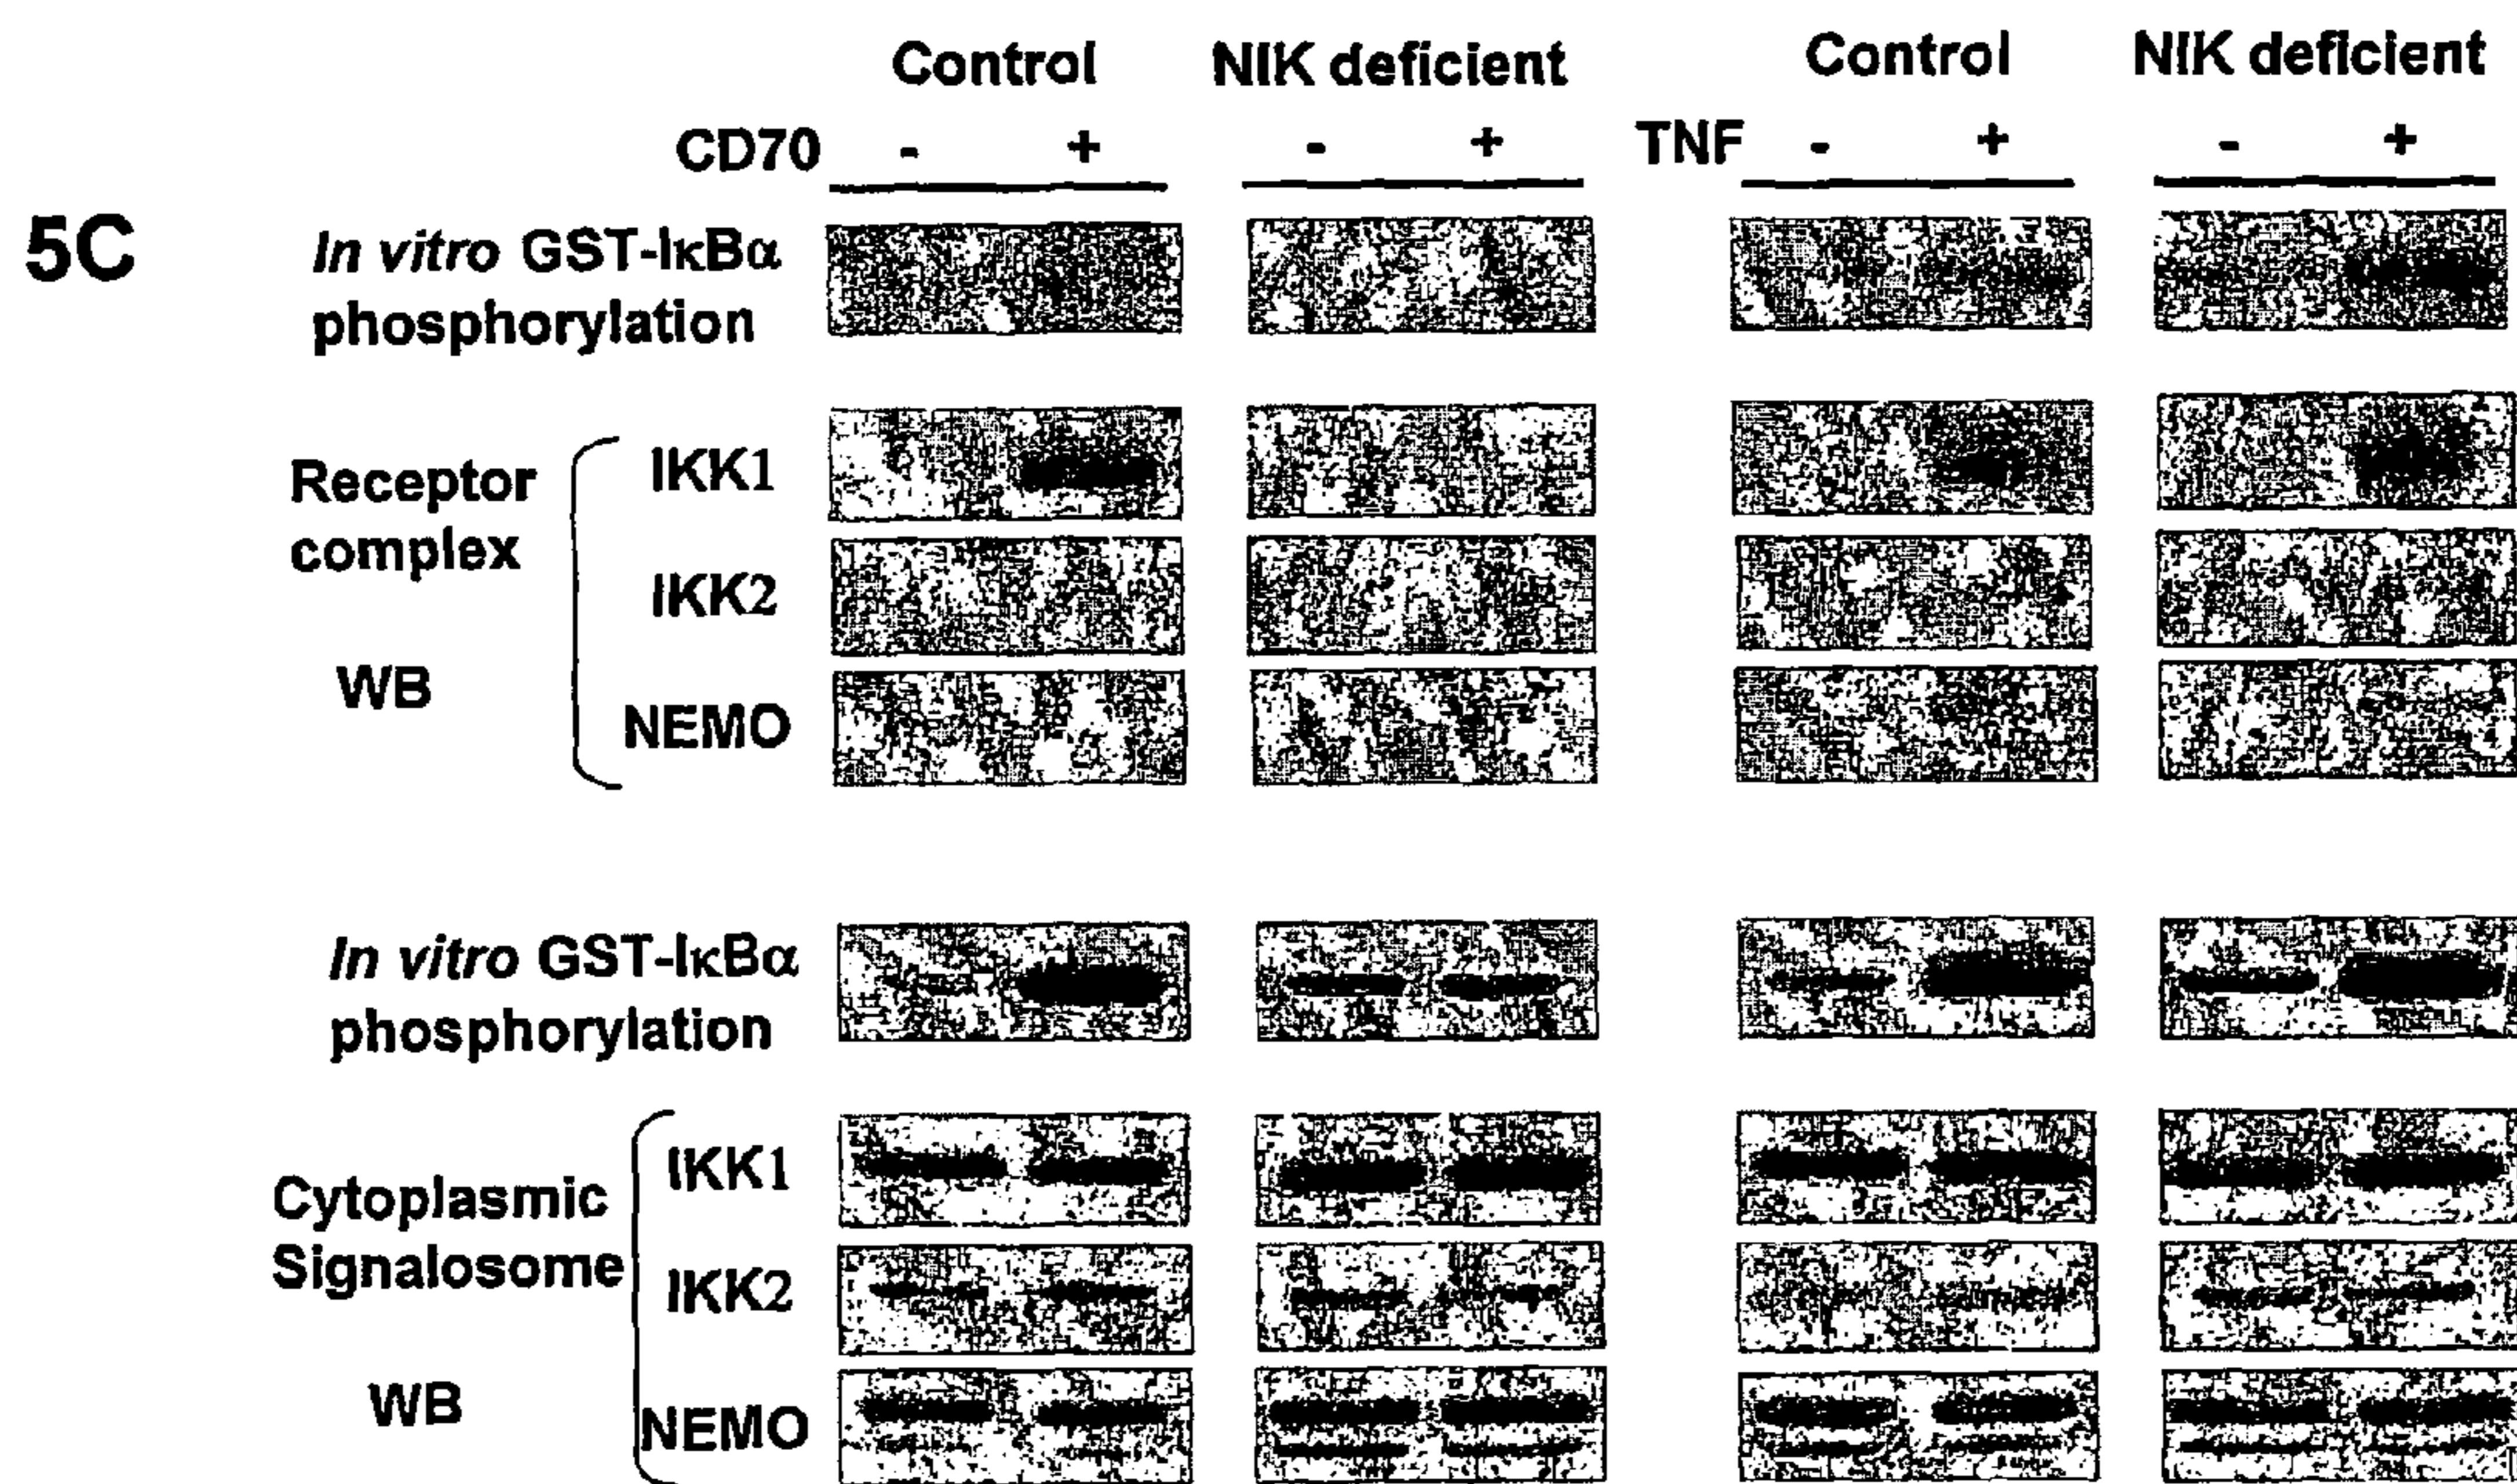 Control NIK deficient Control NIK deficient
CD70 - + - + TNF - + - +
5C
In vitro GST-IκBα
phosphorylation
Receptor
complex
WB
IKK1
IKK2
NEMO
In vitro GST-IκBα
phosphorylation
Cytoplasmic
Signalosome
WB
IKK1
IKK2
NEMO